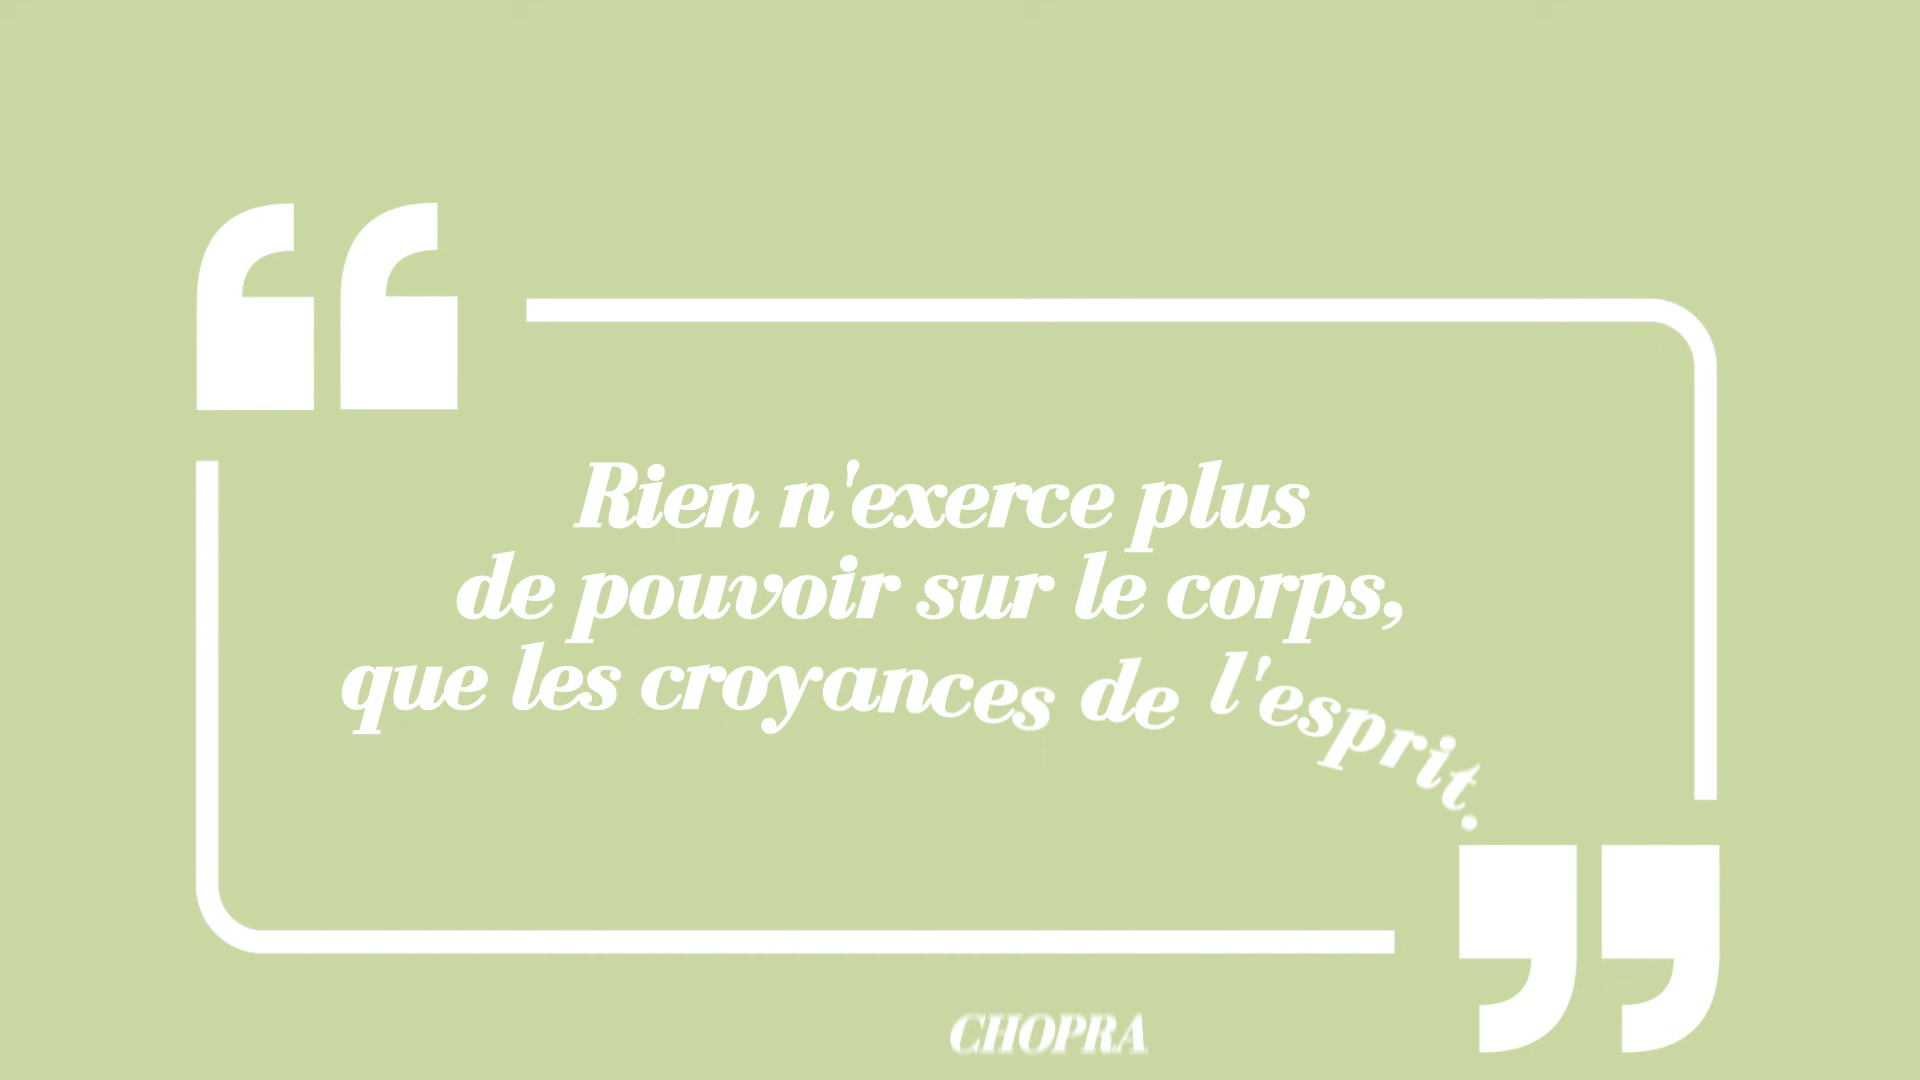 Rien n'exerce plus
de pouvoir sur le corps,
que les croyances de l'esprit.
CHOPRA